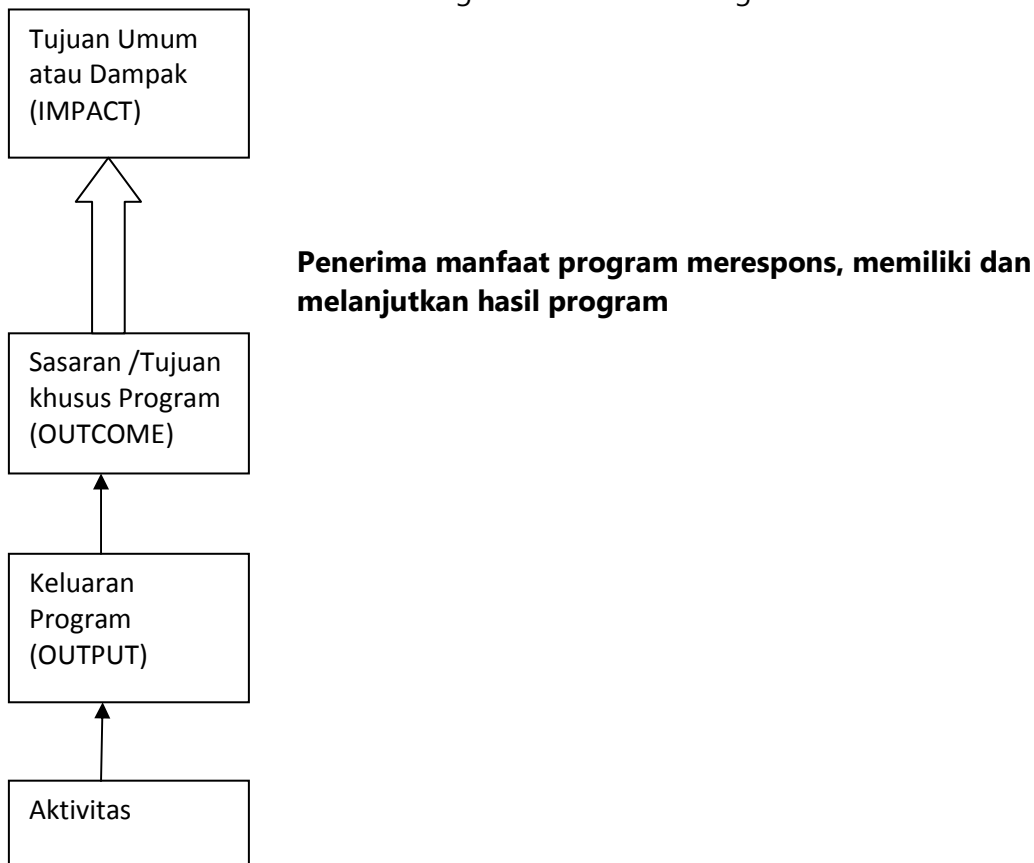 Tujuan Umum
atau Dampak
(IMPACT)
Penerima manfaat program merespons, memiliki dan
melanjutkan hasil program
Sasaran /Tujuan
khusus Program
(OUTCOME)
Keluaran
Program
(OUTPUT)
Aktivitas